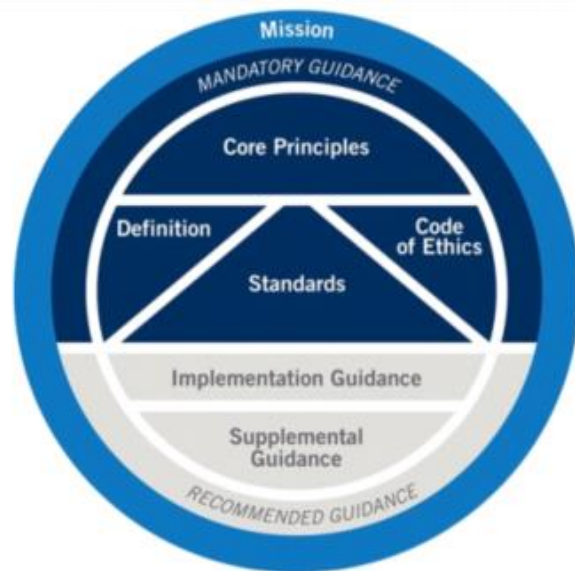 Mission
MANDATORY GUIDANCE
Core Principles
Definition
Code
of Ethics
Standards
Implementation Guidance
Supplemental
Guidance
RECOMMENDED GUIDANCE